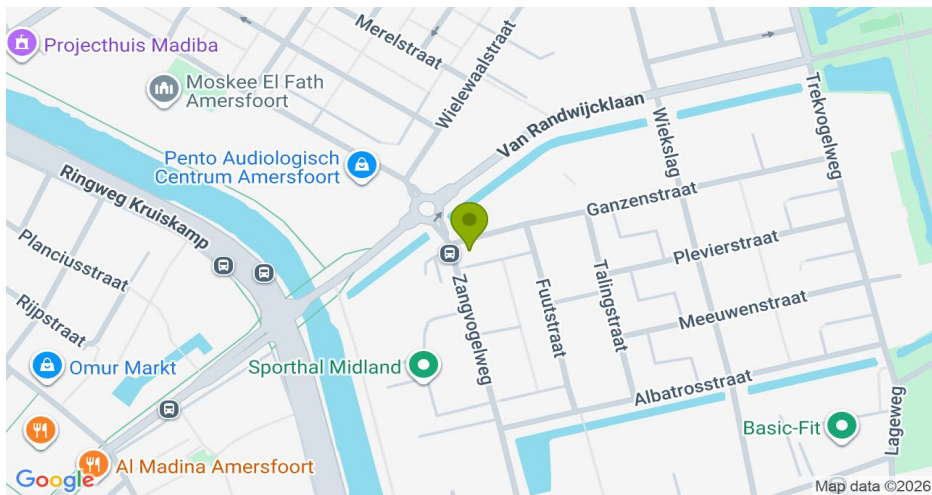 Projecthuis Madiba
Merelstraat
Wielewaalstraat
Moskee El Fath
Amersfoort
Van Randwijcklaan
Trekvogelweg
Wiekslag
Pento Audiologisch
Centrum Amersfoort
Ringweg Kruiskamp
Ganzenstraat
Planciusstraat
Plevierstraat
Talingstraat
Fuutstraat
Zangvogelweg
Rijpstraat
Meeuwenstraat
Omur Markt
Sporthal Midland
Albatrosstraat
Lageweg
Basic-Fit
Al Madina Amersfoort
Google
Map data ©2026